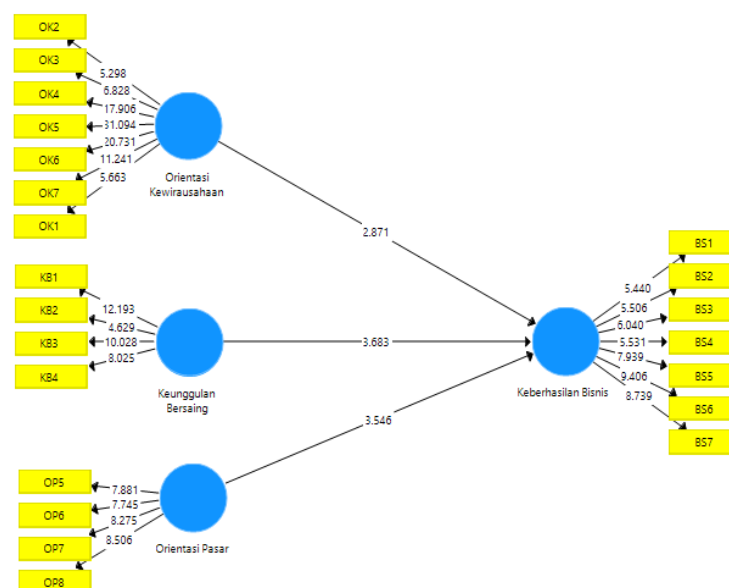 OK2
OK3
OK4
OK5
OK6
OK7
OK1
5.298
6.828
17.906
31.094
20.731
11.241
5.663
Orientasi
Kewirausahaan
2.871
KB1
KB2
KB3
KB4
12.193
4.629
10.028
8.025
Keunggulan
Bersaing
3.683
OP5
OP6
OP7
OP8
7.881
7.745
8.275
8.506
Orientasi Pasar
3.546
Keberhasilan Bisnis
5.440
5.506
6.040
5.531
7.939
9.406
8.739
BS1
BS2
BS3
BS4
BS5
BS6
BS7